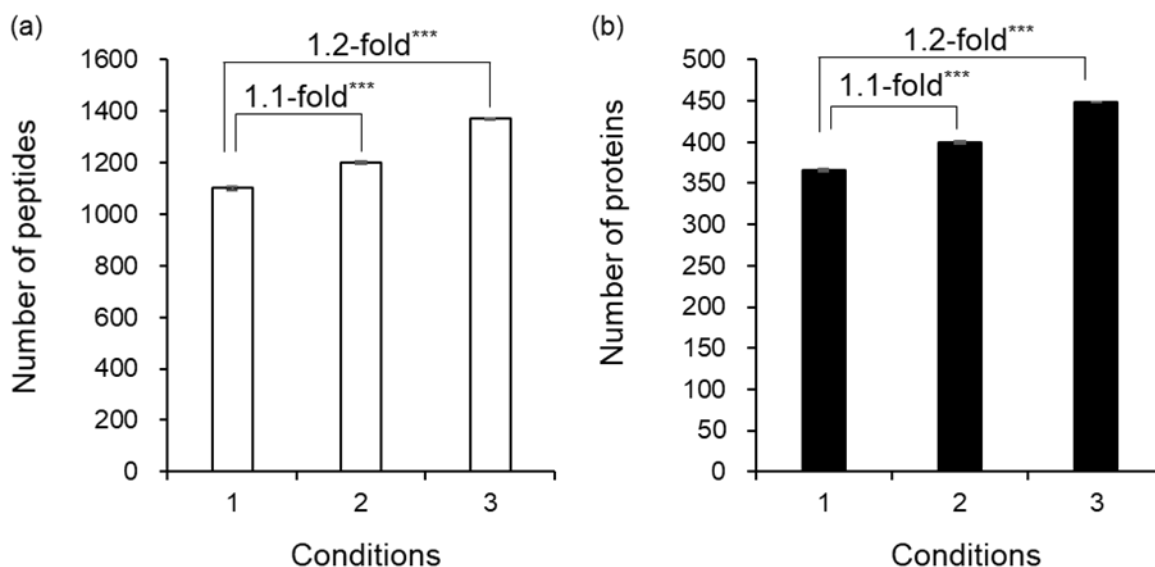 (a)
1.2-fold***
1.1-fold***
Number of peptides
1600
1400
1200
1000
800
600
400
200
0
1 2 3
Conditions
(b)
1.2-fold***
1.1-fold***
Number of proteins
500
450
400
350
300
250
200
150
100
50
0
1 2 3
Conditions